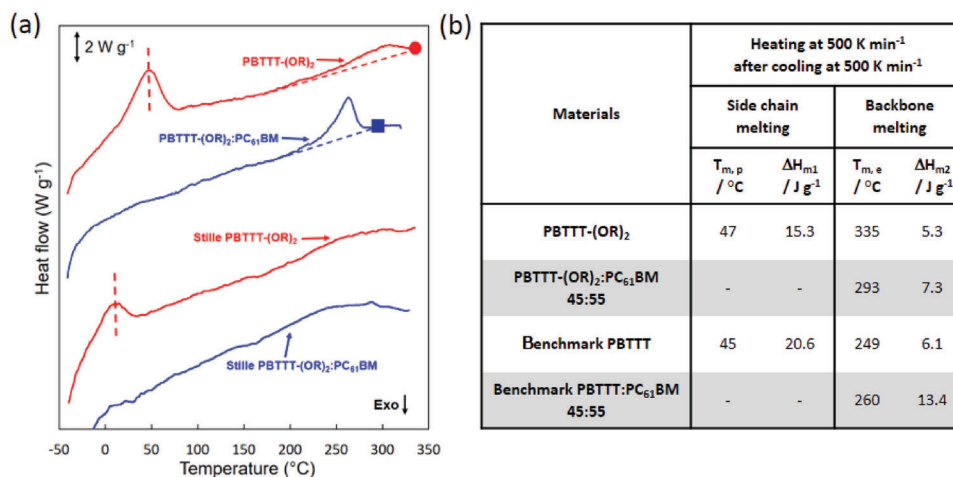 (a)
2 W g⁻¹
PBTTT-(OR)₂
PBTTT-(OR)₂:PC₆₁BM
Stille PBTTT-(OR)₂
Stille PBTTT-(OR)₂:PC₆₁BM
Exo
Heat flow (W g⁻¹)
-50 0 50 100 150 200 250 300 350
Temperature (°C)
(b)
Materials
Heating at 500 K min⁻¹
after cooling at 500 K min⁻¹
Side chain
melting
Backbone
melting
Tₘ, ₚ
/ °C
ΔHₘ₁
/ J g⁻¹
Tₘ, ₑ
/ °C
ΔHₘ₂
/ J g⁻¹
PBTTT-(OR)₂ 47 15.3 335 5.3
PBTTT-(OR)₂:PC₆₁BM
45:55 - - 293 7.3
Benchmark PBTTT 45 20.6 249 6.1
Benchmark PBTTT:PC₆₁BM
45:55 - - 260 13.4